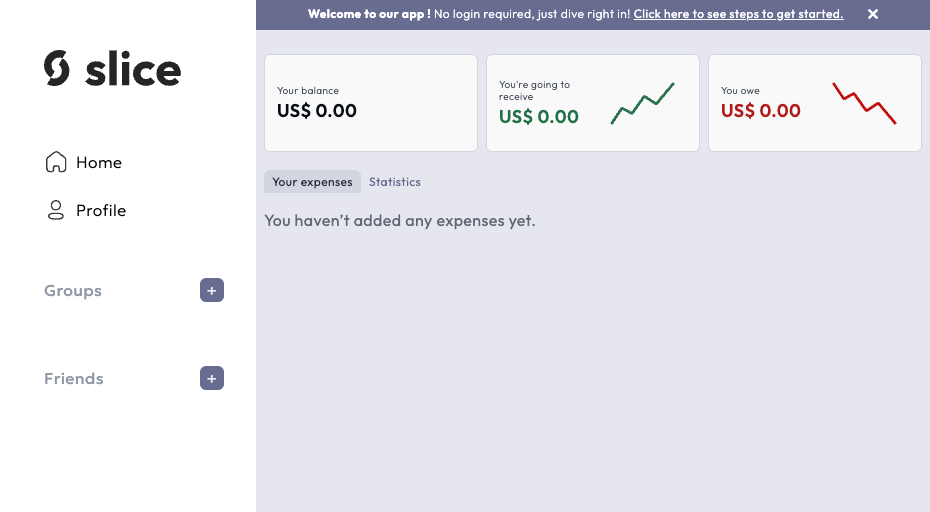 Welcome to our app ! No login required, just dive right in! Click here to see steps to get started.
slice
Home
Profile
Groups
+
Friends
+
Your balance
US$ 0.00
You're going to
receive
US$ 0.00
You owe
US$ 0.00
Your expenses
Statistics
You haven't added any expenses yet.